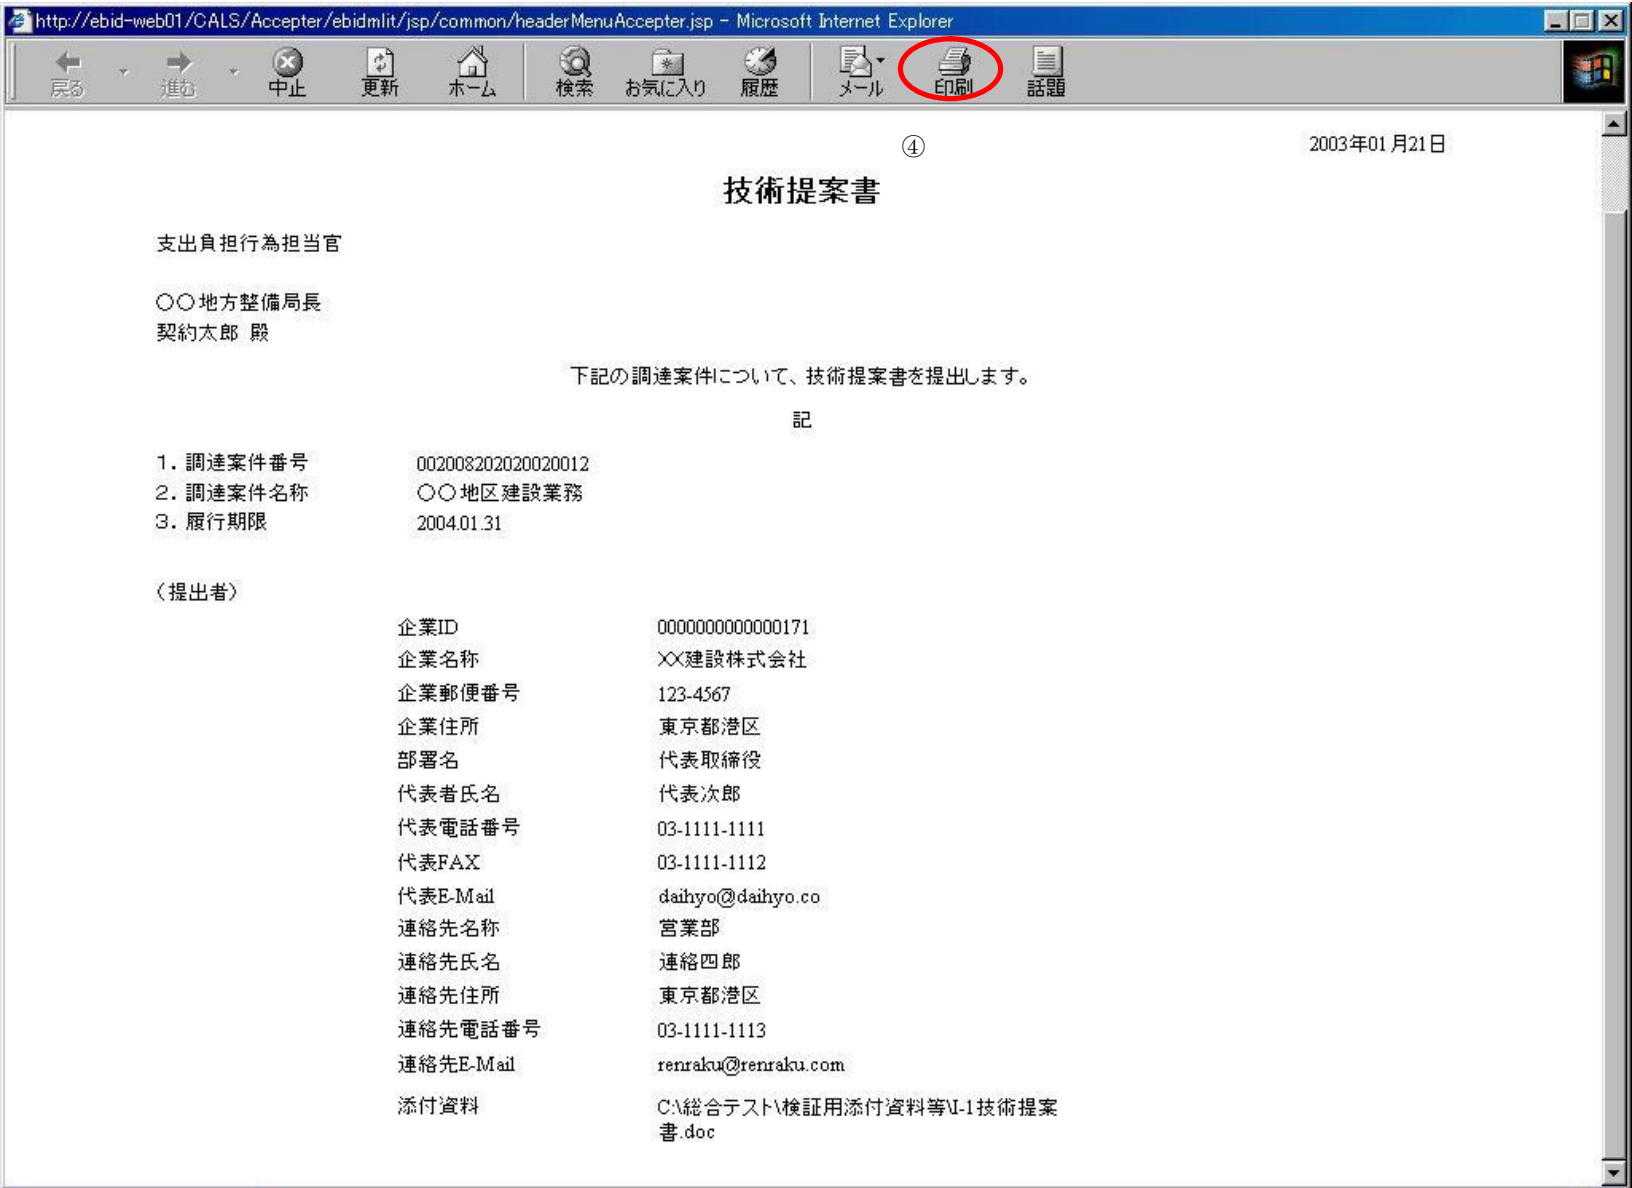 http://ebid-web01/CALS/Accepter/ebidmlit/jsp/common/headerMenuAccepter.jsp - Microsoft Internet Explorer
戻る 進む 中止 更新 ホーム 検索 お気に入り 履歴 メール 印刷 話題
④ 2003年01月21日
技術提案書
支出負担行為担当官
〇〇地方整備局長
契約太郎 殿
下記の調達案件について、技術提案書を提出します。
記
1. 調達案件番号 002008202020020012
2. 調達案件名称 〇〇地区建設業務
3. 履行期限 2004.01.31
（提出者）
企業ID 0000000000000171
企業名称 XX建設株式会社
企業郵便番号 123-4567
企業住所 東京都港区
部署名 代表取締役
代表者氏名 代表次郎
代表電話番号 03-1111-1111
代表FAX 03-1111-1112
代表E-Mail daihyo@daihyo.co
連絡先名称 営業部
連絡先氏名 連絡四郎
連絡先住所 東京都港区
連絡先電話番号 03-1111-1113
連絡先E-Mail renraku@renraku.com
添付資料 C:\総合テスト\検証用添付資料等\I-1技術提案
書.doc